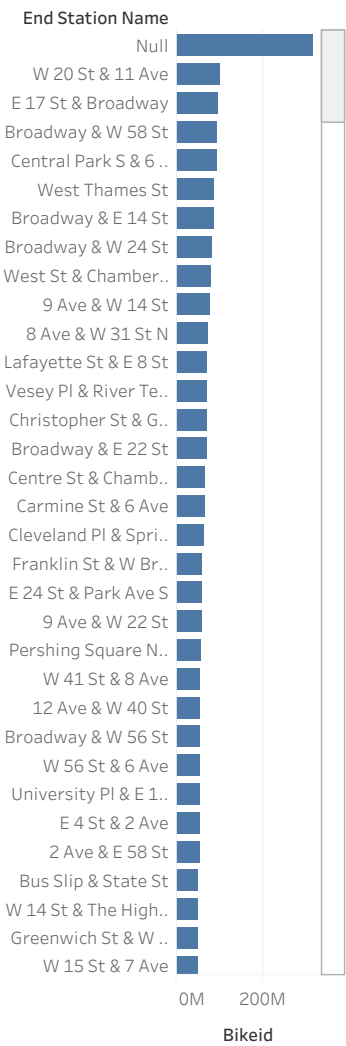 End Station Name
Null
W 20 St & 11 Ave
E 17 St & Broadway
Broadway & W 58 St
Central Park S & 6 ..
West Thames St
Broadway & E 14 St
Broadway & W 24 St
West St & Chamber..
9 Ave & W 14 St
8 Ave & W 31 St N
Lafayette St & E 8 St
Vesey Pl & River Te..
Christopher St & G..
Broadway & E 22 St
Centre St & Chamb..
Carmine St & 6 Ave
Cleveland Pl & Spri..
Franklin St & W Br..
E 24 St & Park Ave S
9 Ave & W 22 St
Pershing Square N..
W 41 St & 8 Ave
12 Ave & W 40 St
Broadway & W 56 St
W 56 St & 6 Ave
University Pl & E 1..
E 4 St & 2 Ave
2 Ave & E 58 St
Bus Slip & State St
W 14 St & The High..
Greenwich St & W ..
W 15 St & 7 Ave
0M 200M
Bikeid